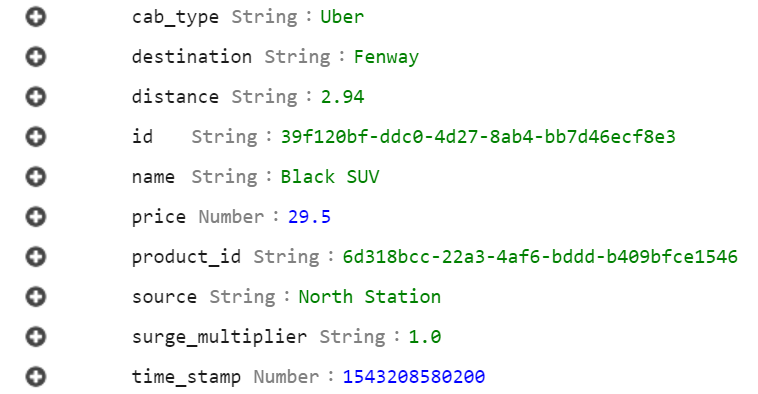 cab_type String : Uber
destination String : Fenway
distance String : 2.94
id String : 39f120bf-ddc0-4d27-8ab4-bb7d46ecf8e3
name String : Black SUV
price Number : 29.5
product_id String : 6d318bcc-22a3-4af6-bddd-b409bfce1546
source String : North Station
surge_multiplier String : 1.0
time_stamp Number : 1543208580200